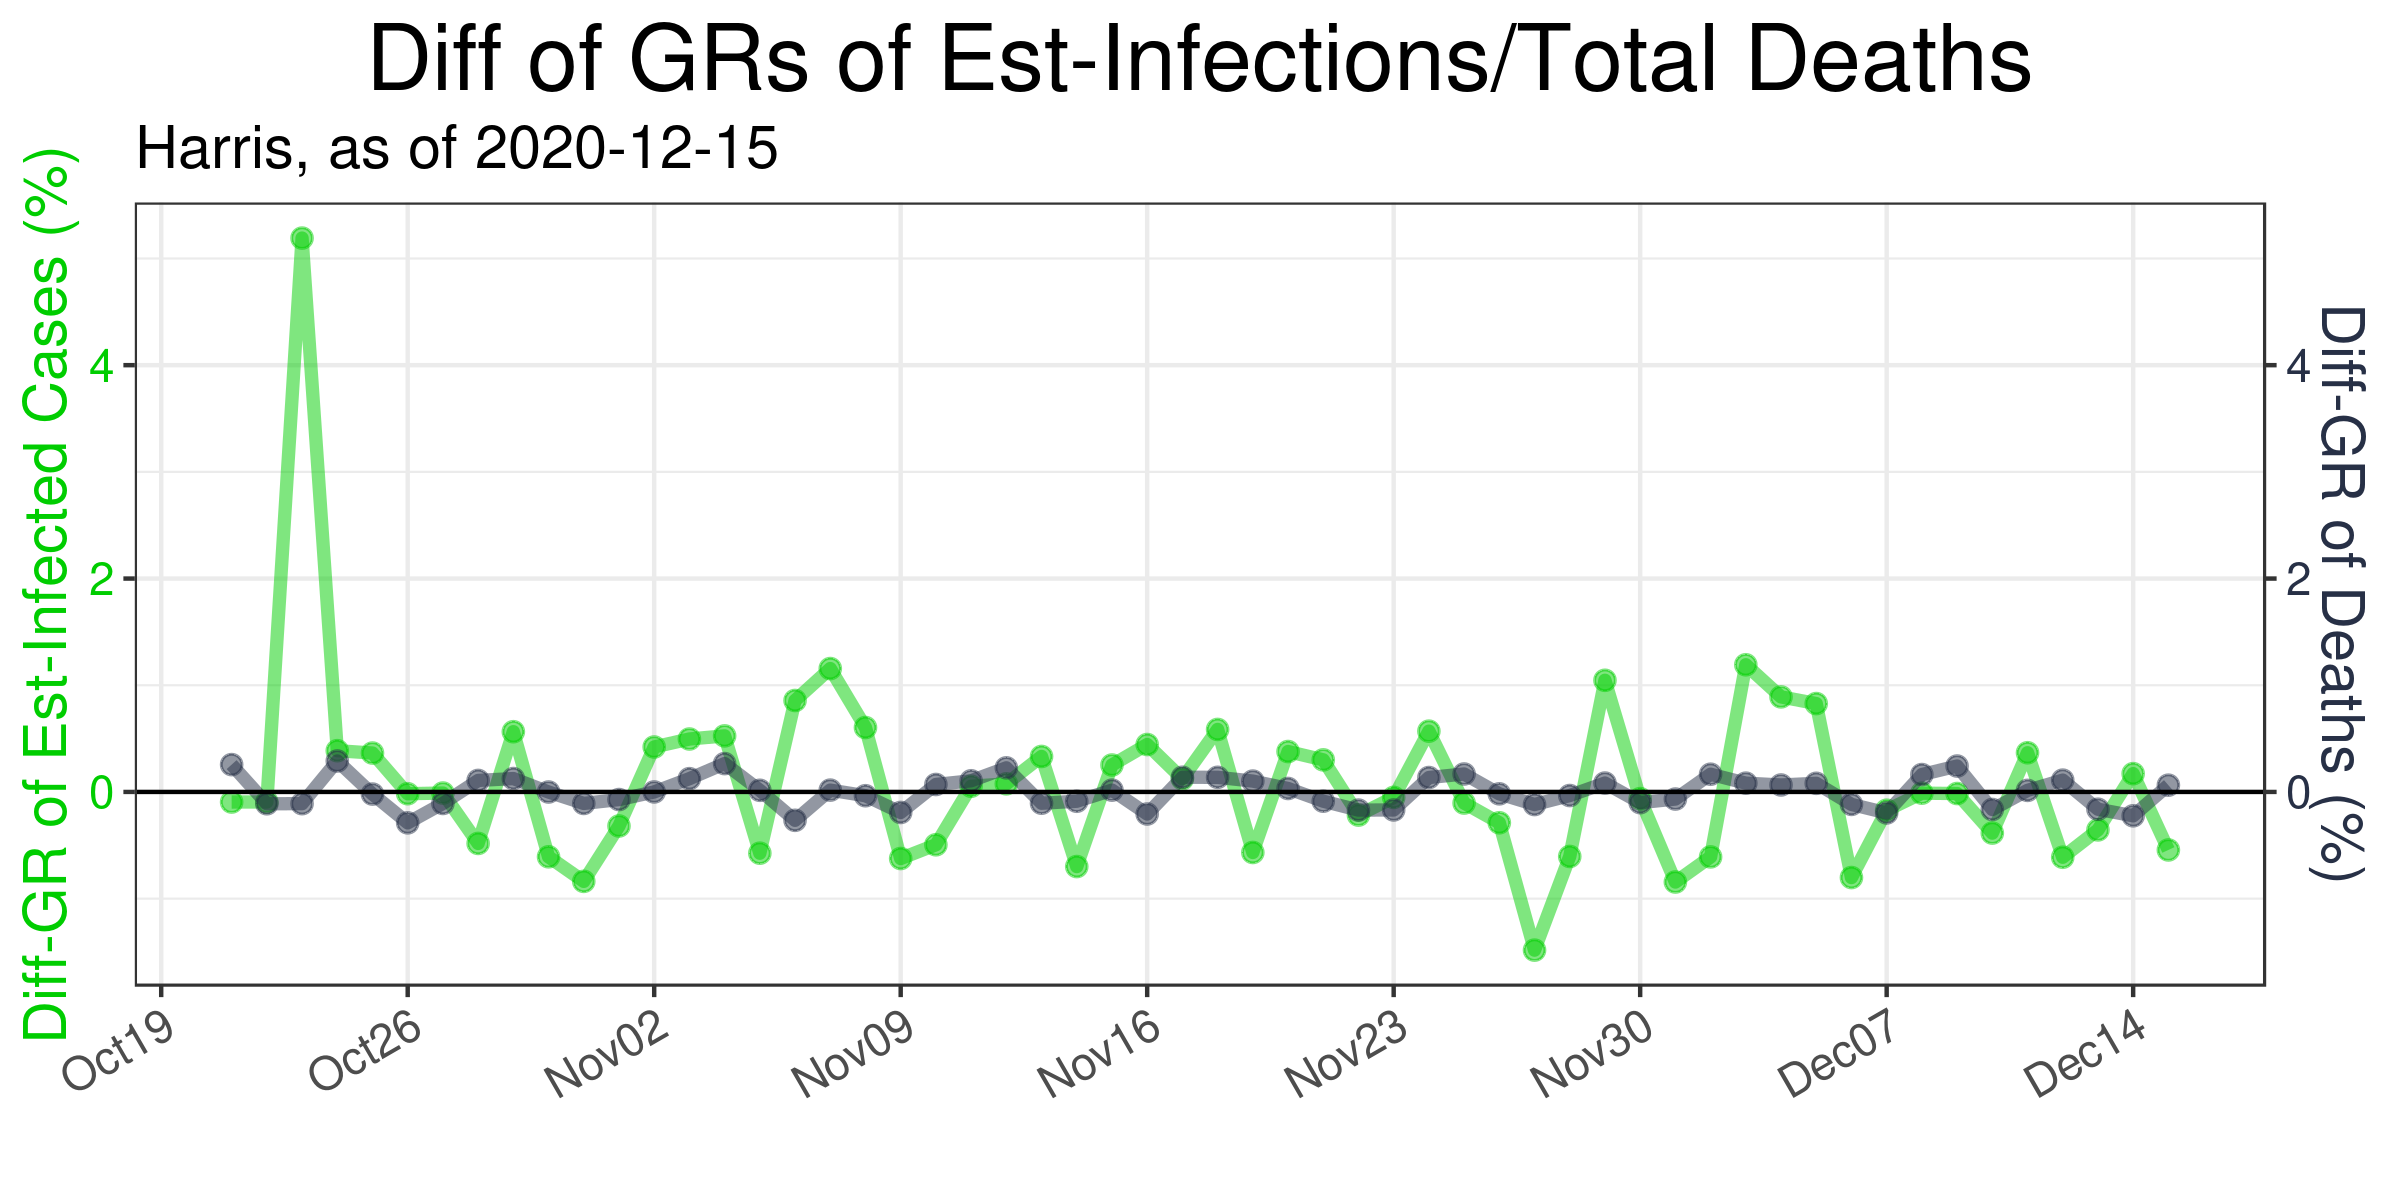 Diff of GRs of Est-Infections/Total Deaths
Harris, as of 2020-12-15
Diff-GR of Est-Infected Cases (%)
4
2
0
4
2
0
Diff-GR of Deaths (%)
Oct19
Oct26
Nov02
Nov09
Nov16
Nov23
Nov30
Dec07
Dec14